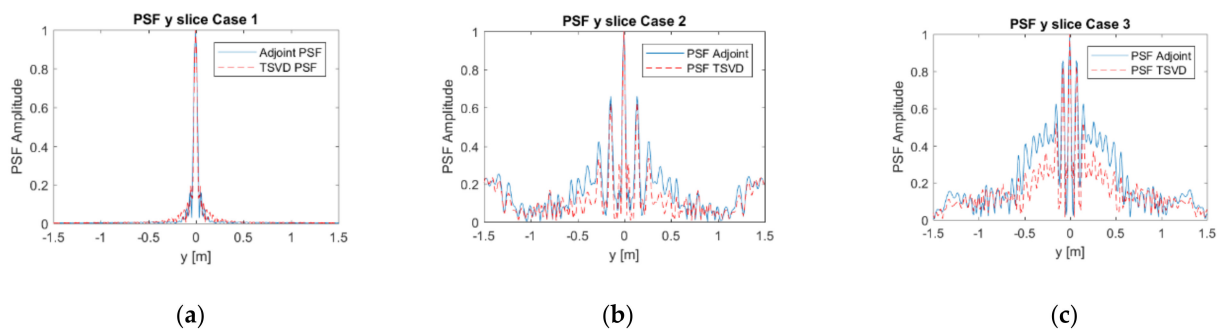 PSF y slice Case 1
Adjoint PSF
TSVD PSF
PSF Amplitude
1
0.8
0.6
0.4
0.2
0
-1.5 -1 -0.5 0 0.5 1 1.5
y [m]
(a)
PSF y slice Case 2
PSF Adjoint
PSF TSVD
PSF Amplitude
1
0.8
0.6
0.4
0.2
0
-1.5 -1 -0.5 0 0.5 1 1.5
y [m]
(b)
PSF y slice Case 3
PSF Adjoint
PSF TSVD
PSF Amplitude
1
0.8
0.6
0.4
0.2
0
-1.5 -1 -0.5 0 0.5 1 1.5
y [m]
(c)